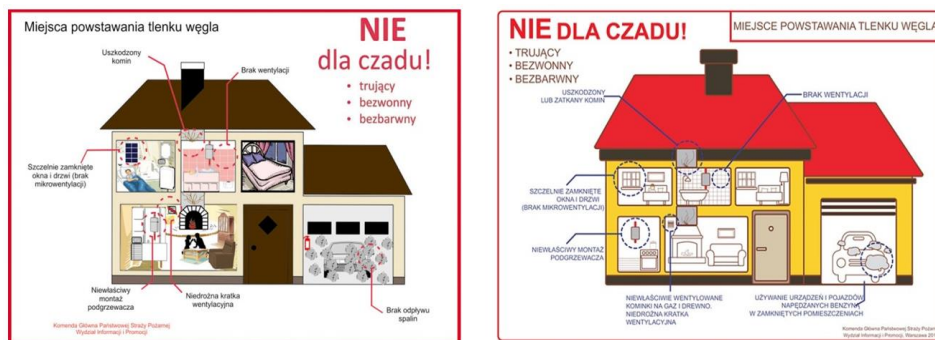 Miejsca powstawania tlenku węgla
NIE
dla czadu!
• trujący
• bezwonny
• bezbarwny
Uszkodzony
komin
Brak wentylacji
Szczelnie zamknięte
okna i drzwi (brak
mikrowentylacji)
Niewłaściwy
montaż
podgrzewacza
Niedrożna kratka
wentylacyjna
Brak odpływu
spalin
Komenda Główna Państwowej Straży Pożarnej
Wydział Informacji i Promocji
NIE DLA CZADU!
MIEJSCE POWSTAWANIA TLENKU WĘGLA
• TRUJĄCY
• BEZWONNY
• BEZBARWNY
USZKODZONY
LUB ZATKANY KOMIN
BRAK WENTYLACJI
SZCZELNIE ZAMKNIĘTE
OKNA I DRZWI
(BRAK MIKROWENTYLACJI)
NIEWŁAŚCIWY MONTAŻ
PODGRZEWACZA
NIEWŁAŚCIWIE WENTYLOWANE
KOMINKI NA GAZ I DREWNO.
NIEDROŻNA KRATKA
WENTYLACYJNA
UŻYWANIE URZĄDZEŃ I POJAZDÓW
NAPĘDZANYCH BENZYNĄ
W ZAMKNIĘTYCH POMIESZCZENIACH
Komenda Główna Państwowej Straży Pożarnej
Wydział Informacji i Promocji, Warszawa